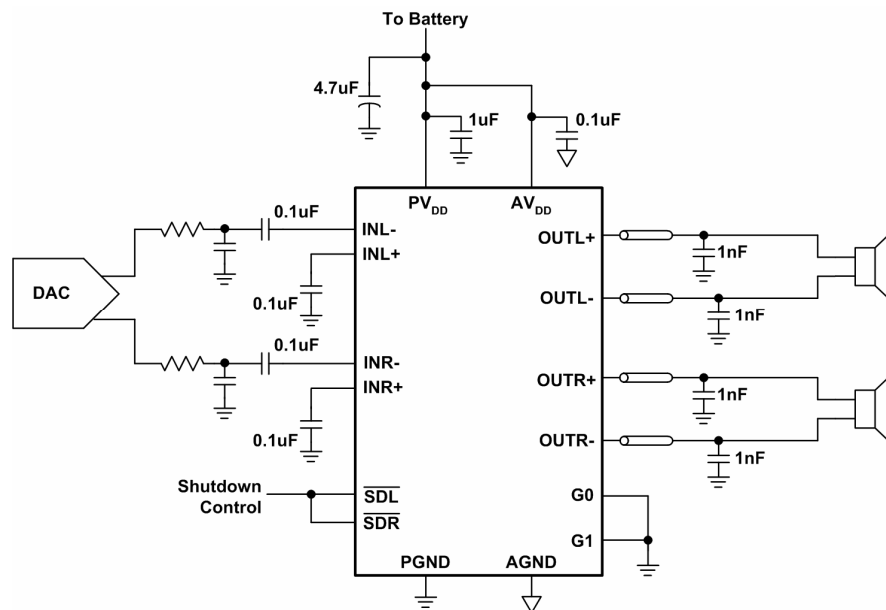 To Battery
4.7uF
1uF
0.1uF
PVDD
AVDD
0.1uF
INL-
INL+
OUTL+
1nF
DAC
0.1uF
OUTL-
1nF
0.1uF
INR-
INR+
OUTR+
1nF
0.1uF
OUTR-
1nF
Shutdown
Control
SDL
SDR
G0
G1
PGND
AGND